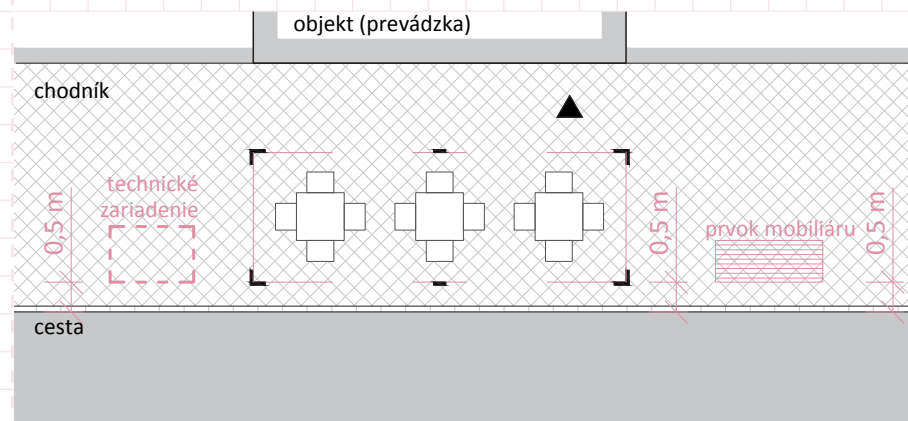 objekt (prevádzka)
chodník
technické
zariadenie
0,5 m
0,5 m
prvok mobiliáru
0,5 m
cesta